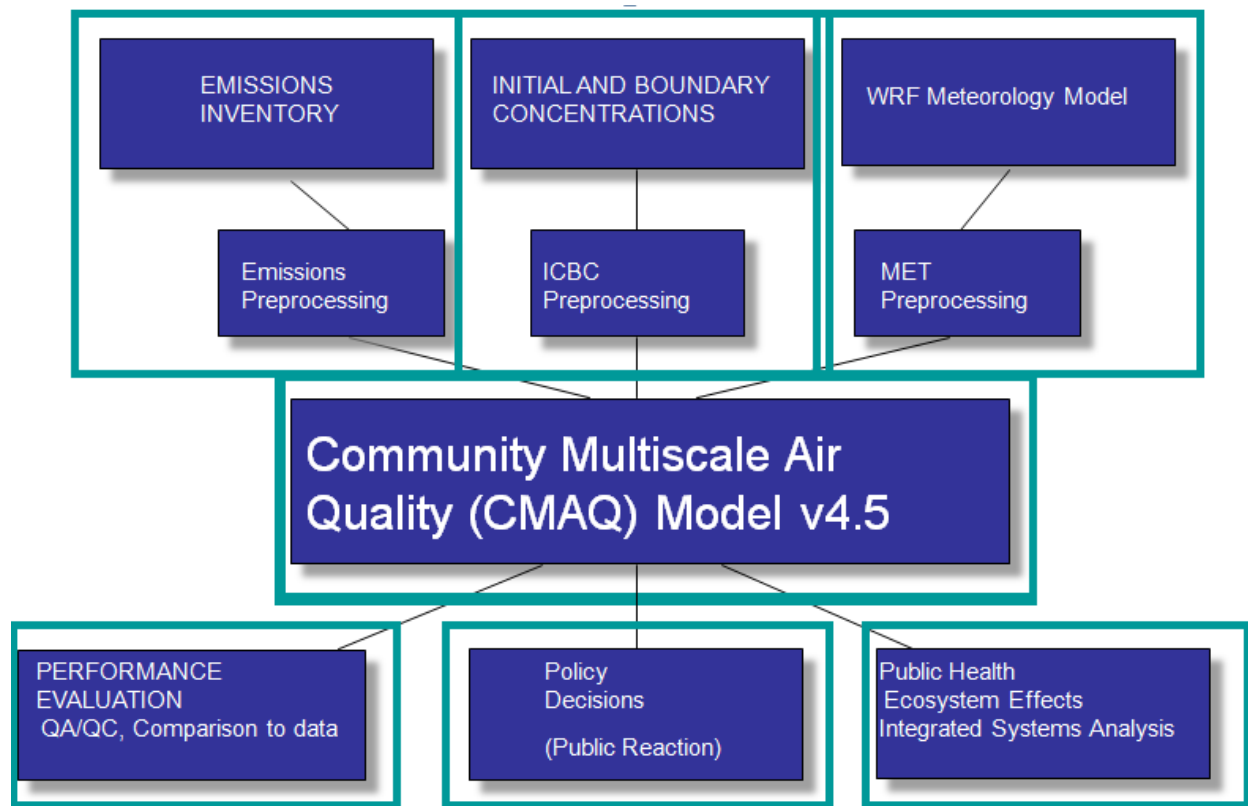 EMISSIONS
INVENTORY
INITIAL AND BOUNDARY
CONCENTRATIONS
WRF Meteorology Model
Emissions
Preprocessing
ICBC
Preprocessing
MET
Preprocessing
Community Multiscale Air
Quality (CMAQ) Model v4.5
PERFORMANCE
EVALUATION
QA/QC, Comparison to data
Policy
Decisions
(Public Reaction)
Public Health
Ecosystem Effects
Integrated Systems Analysis